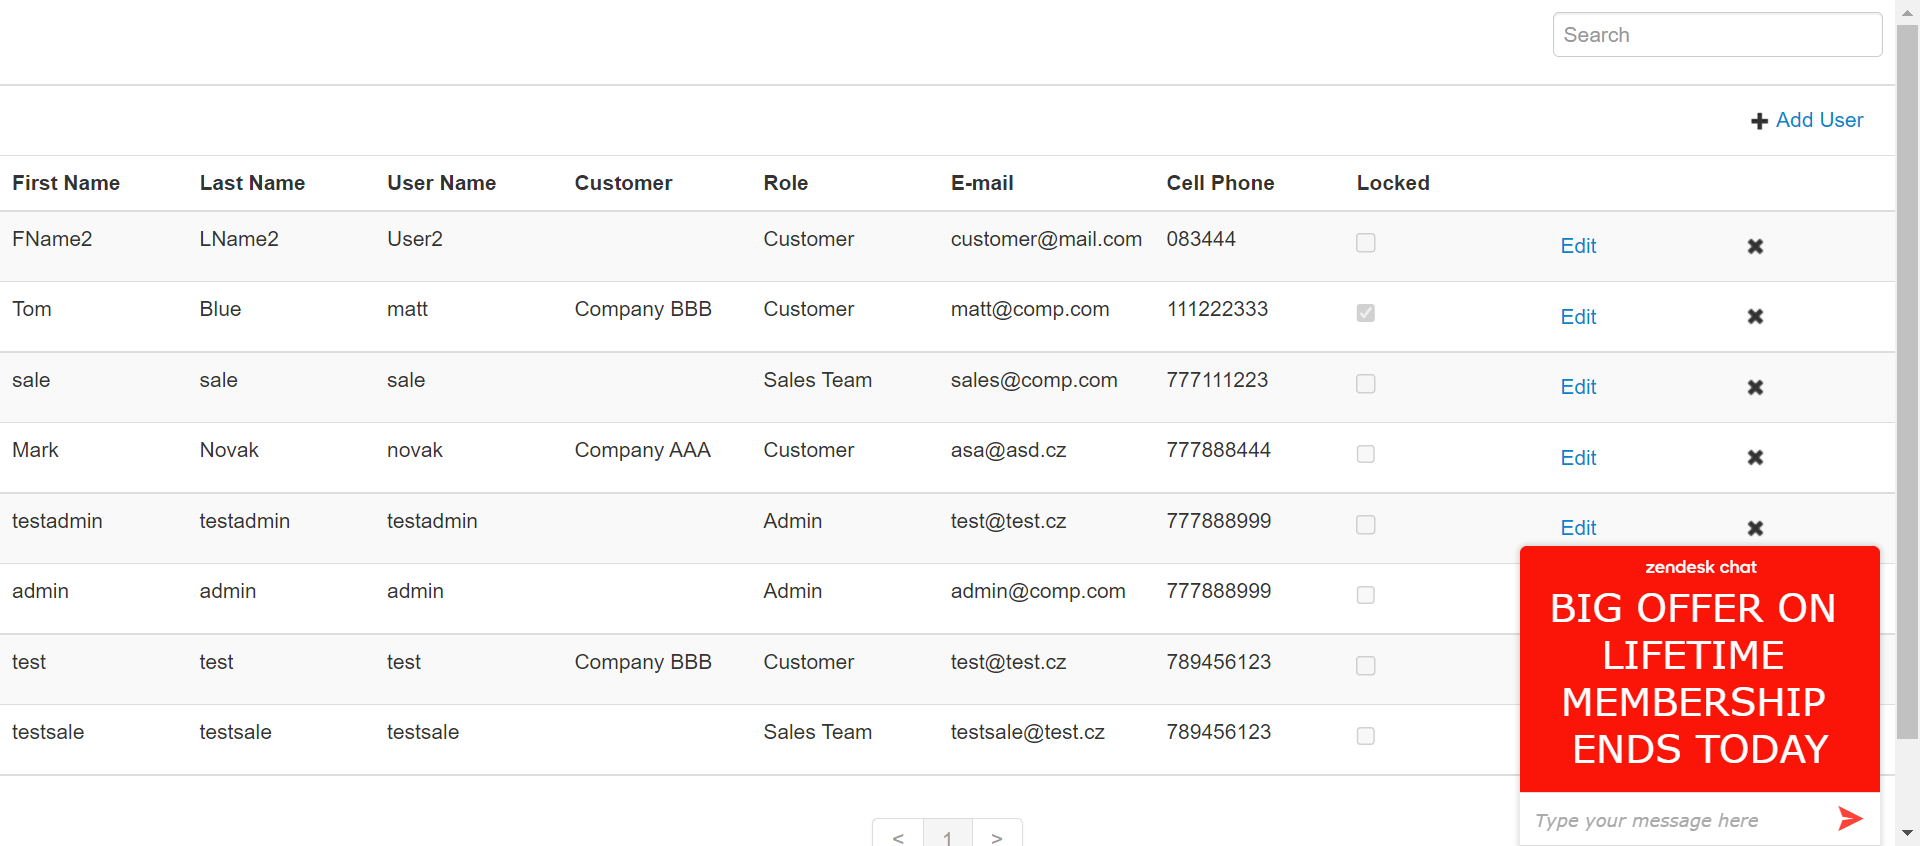 Search
Add User
First Name Last Name User Name Customer Role E-mail Cell Phone Locked
FName2 LName2 User2 Customer customer@mail.com 083444 Edit
Tom Blue matt Company BBB Customer matt@comp.com 111222333 Edit
sale sale sale Sales Team sales@comp.com 777111223 Edit
Mark Novak novak Company AAA Customer asa@asd.cz 777888444 Edit
testadmin testadmin testadmin Admin test@test.cz 777888999 Edit
admin admin admin Admin admin@comp.com 777888999
test test test Company BBB Customer test@test.cz 789456123
testsale testsale testsale Sales Team testsale@test.cz 789456123
< 1 >
zendesk chat
BIG OFFER ON
LIFETIME
MEMBERSHIP
ENDS TODAY
Type your message here